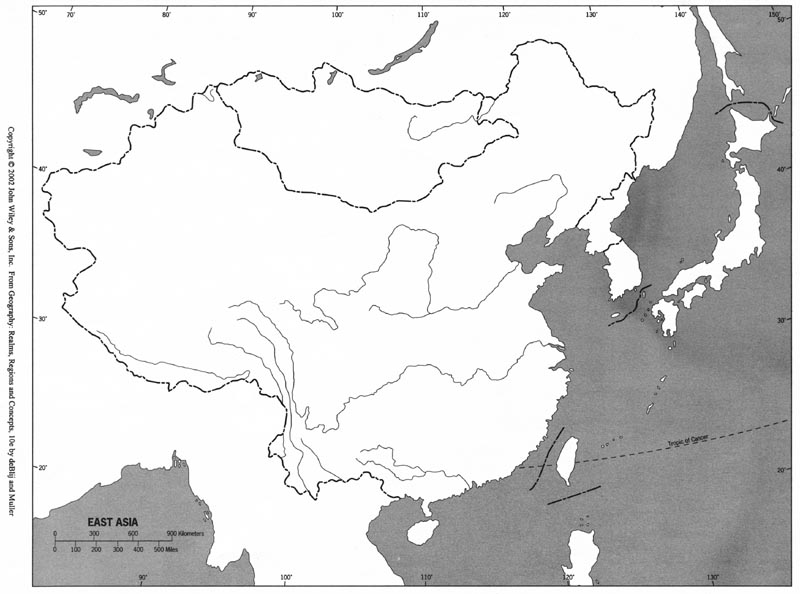 50° 70° 80° 90° 100° 110° 120° 130° 140° 150° 50°
40° 40°
30° 30°
20° 20°
Tropic of Cancer
EAST ASIA
0 300 600 900 Kilometers
0 100 200 300 400 500 Miles
90° 100° 110° 120° 130°
Copyright © 2002 John Wiley & Sons, Inc. From Geography: Realms, Regions and Concepts, 10e by deBlij and Muller